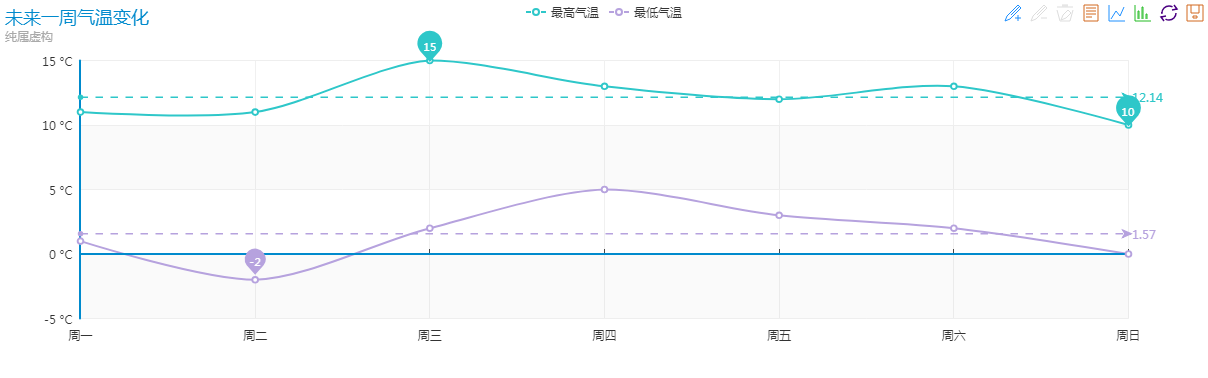 未来一周气温变化
纯属虚构
最高气温 最低气温
15 °C
10 °C
5 °C
0 °C
-5 °C
15
12.14
10
-2
1.57
周一 周二 周三 周四 周五 周六 周日